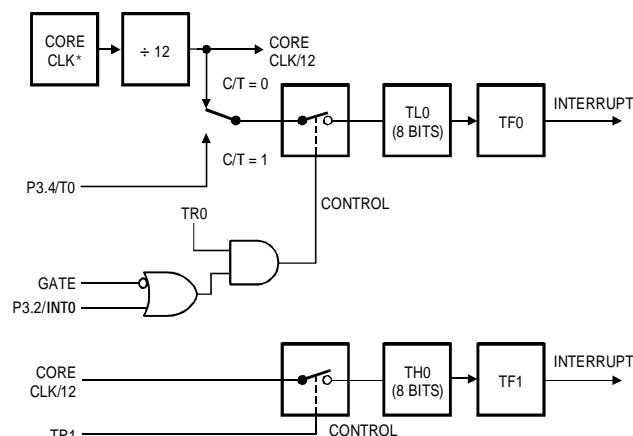 CORE
CLK*
÷ 12
CORE
CLK/12
C/T = 0
C/T = 1
TL0
(8 BITS)
TF0
INTERRUPT
P3.4/T0
TR0
CONTROL
GATE
P3.2/INT0
CORE
CLK/12
TH0
(8 BITS)
TF1
INTERRUPT
TR1
CONTROL